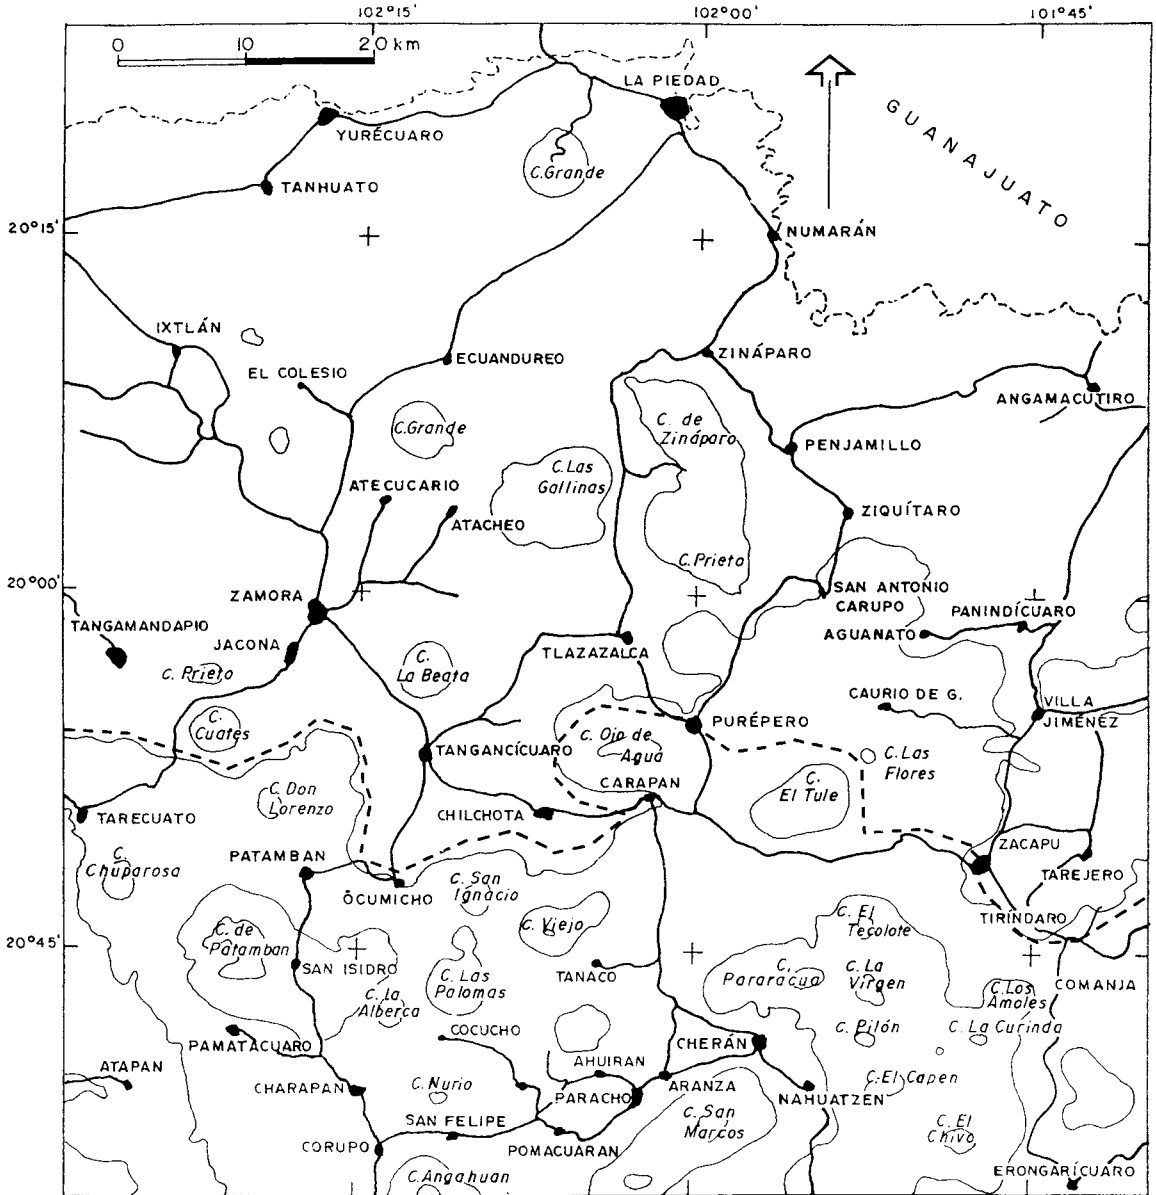 102°15'
102°00'
101°45'
0
10
20 km
LA PIEDAD
GUANAJUATO
YURÉCUARO
C. Grande
TANHUATO
20°15'
NUMARÁN
IXTLÁN
ZINÁPARO
ECUANDUREO
EL COLESIO
ANGAMACUTIRO
C. Grande
C. de
Zináparo
PENJAMILLO
C. Las
Gallinas
ATECUCARIO
ATACHEO
ZIQUÍTARO
C. Prieto
20°00'
ZAMORA
SAN ANTONIO
CARUPO
PANINDÍCUARO
TANGAMANDAPIO
AGUANATO
JACONA
TLAZAZALCA
C.
La Beata
C. Prieto
CAURIO DE G.
VILLA
JIMÉNEZ
C.
Cuates
PURÉPERO
TANGANCÍCUARO
C. Ojo de
Agua
C. Las
Flores
CARAPAN
C.
El Tule
C. Don
Lorenzo
TARECUATO
CHILCHOTA
ZACAPU
C.
Chuparosa
PATAMBAN
TAREJERO
OCUMICHO
C. San
Ignacio
C. El
Tecolote
TIRINDARO
C. Viejo
C. de
Patamban
20°45'
SAN ISIDRO
TANACO
C.
Pararacua
C. La
Virgen
C. Las
Palomas
COMANJA
C. Los
Amoles
C. La
Alberca
COCUCHO
C. Pilón
C. La Curinda
PAMATACUARO
CHERÁN
ATAPAN
AHUIRAN
CHARAPAN
C. Nurio
PARACHO
ARANZA
C. El Capen
NAHUATZEN
SAN FELIPE
C. San
Marcos
C. El
Chivo
CORUPO
POMACUARAN
C. Angahuan
ERONGARÍCUARO